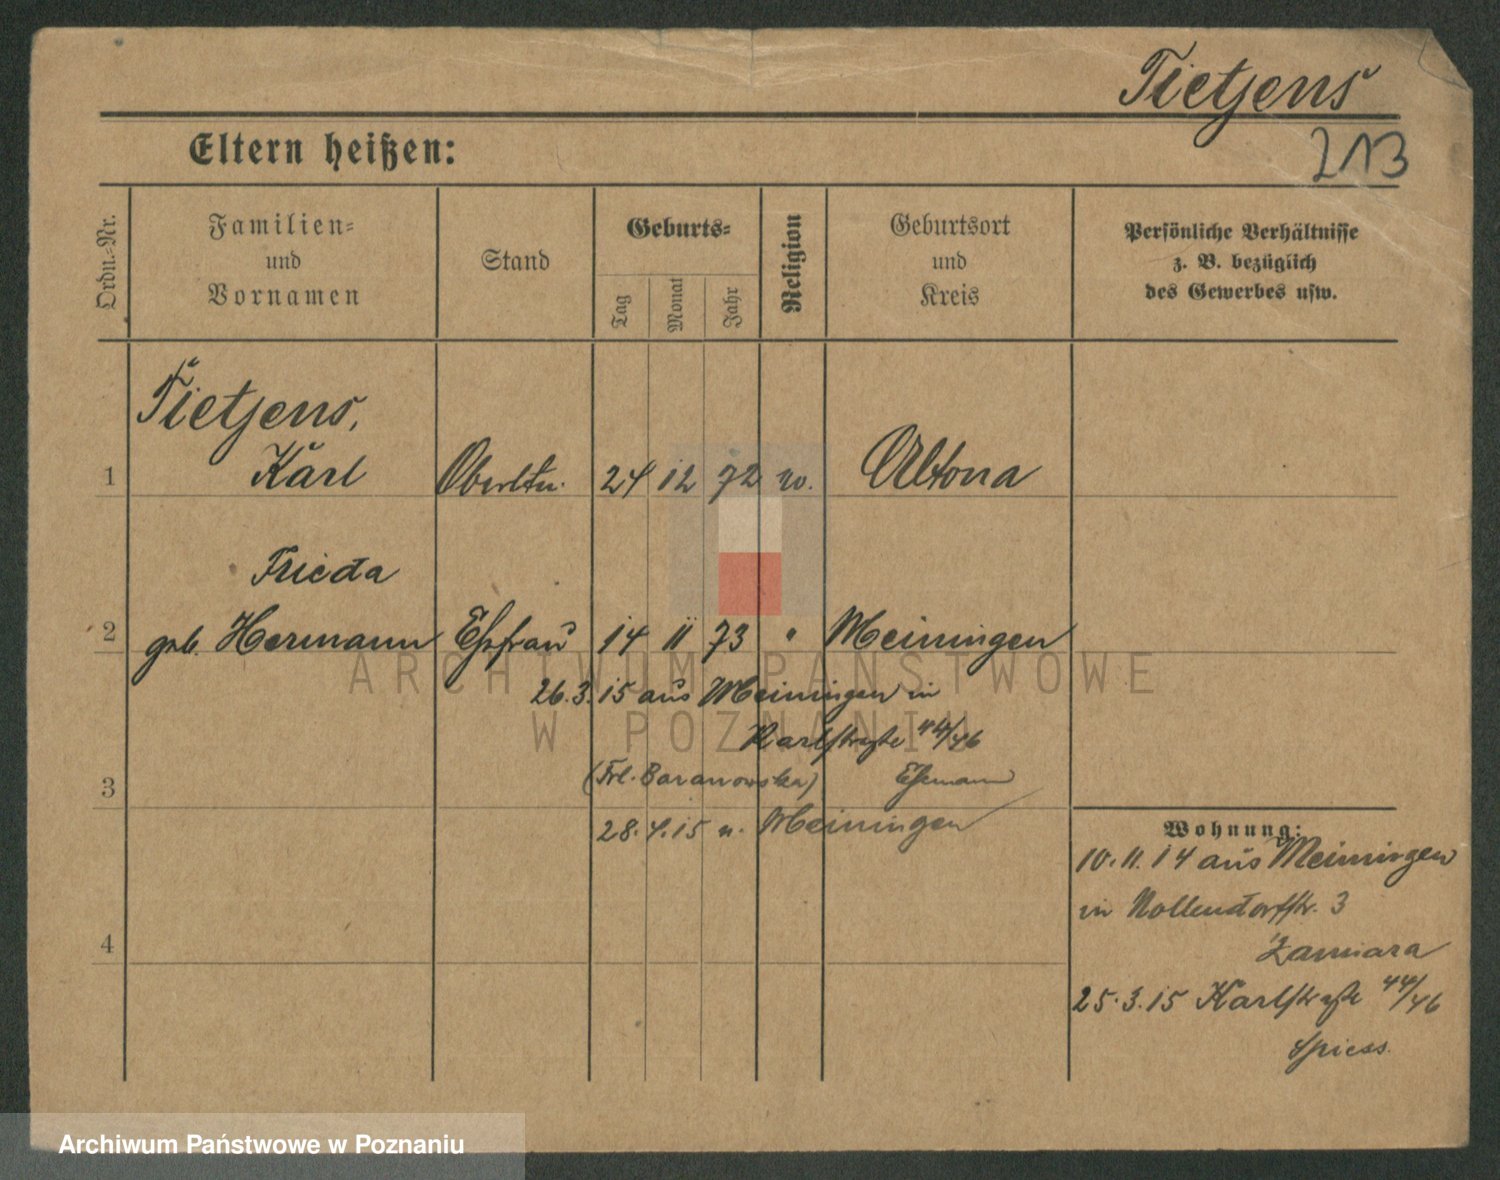 Tietjens
213
Eltern heißen:
Ordn.-Nr.
Familien=
und
Vornamen
Stand
Geburts=
Tag
Monat
Jahr
Religion
Geburtsort
und
Kreis
Persönliche Verhältnisse
z. B. bezüglich
des Gewerbes usw.
Tietjens,
1 Karl Oberltn. 24 12 72 Altona
Frieda
2 geb. Hermann Ehefrau 14 11 73 " Meiningen
26.3.15 aus Meiningen in
Karlstraße 44/46
3 (Frl. Baranowska) Ehemann
28.4.15 n. Meiningen
4
Wohnung:
10.11.14 aus Meiningen
in Nollendorfstr. 3
25.3.15 Karlstraße 44/46
Spiess
ARCHIWUM PAŃSTWOWE
W POZNANIU
Archiwum Państwowe w Poznaniu